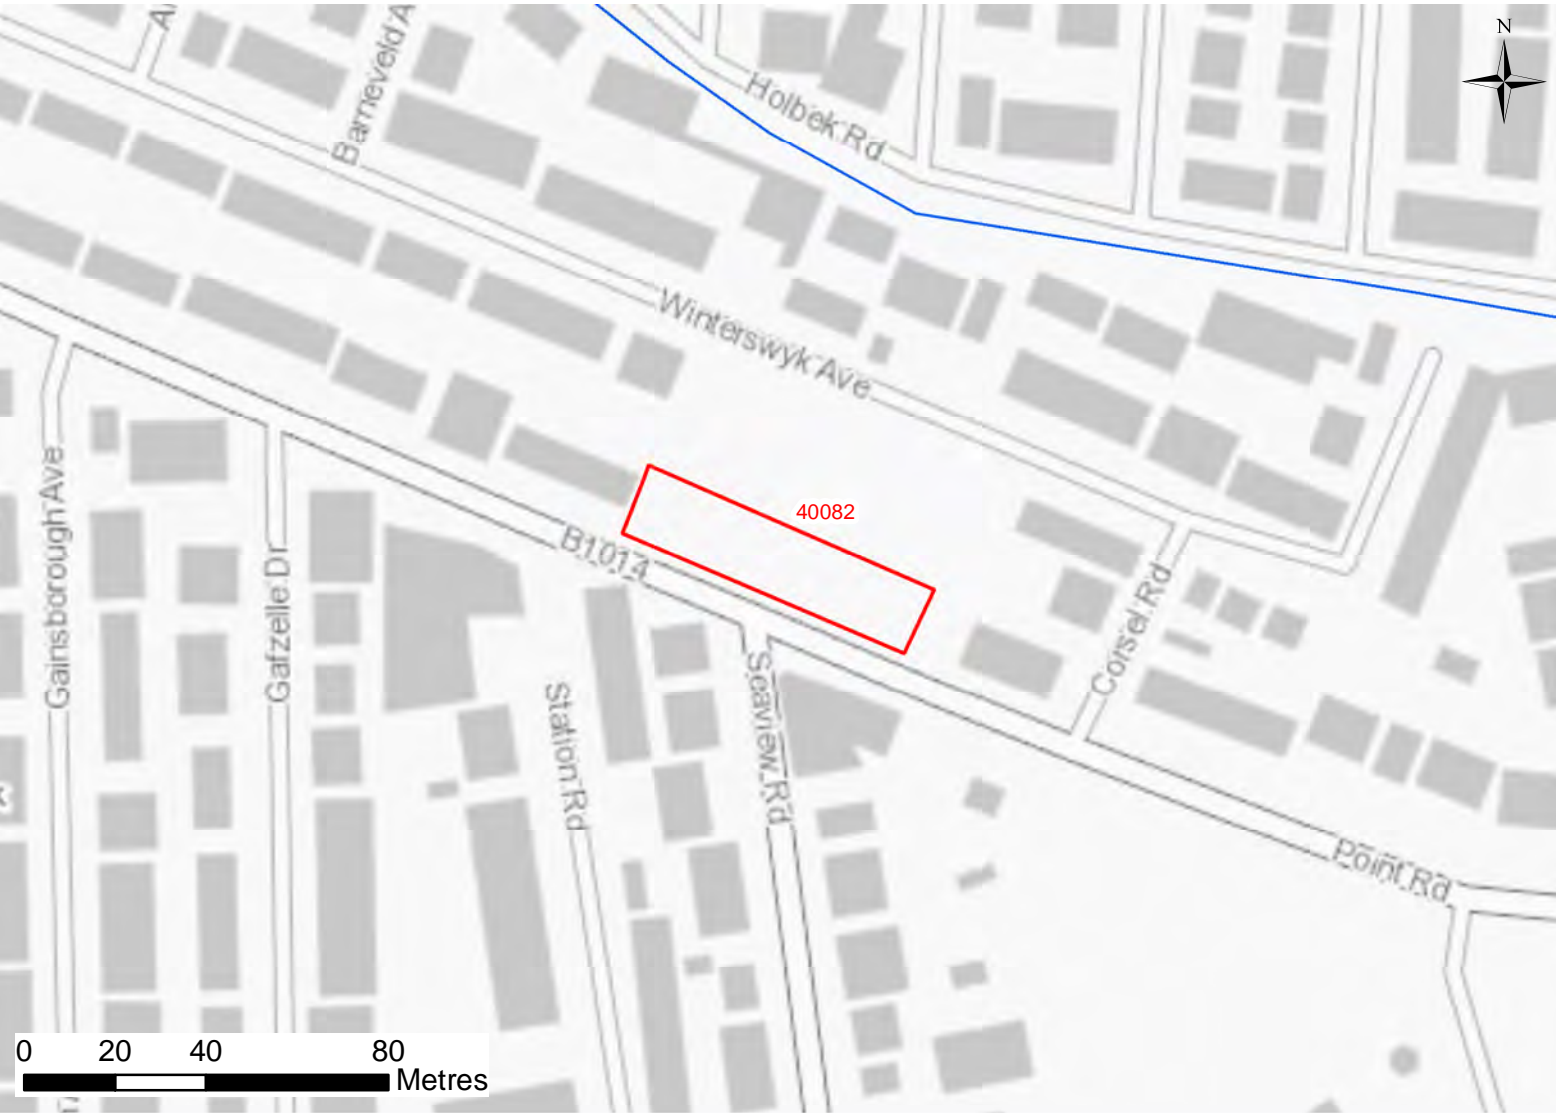 N
Barneveld A
Holbek Rd
Winterswyk Ave
40082
B1014
Gainsborough Ave
Gafzelle Dr
Corsel Rd
Station Rd
Seaview Rd
Point Rd
0 20 40 80
Metres